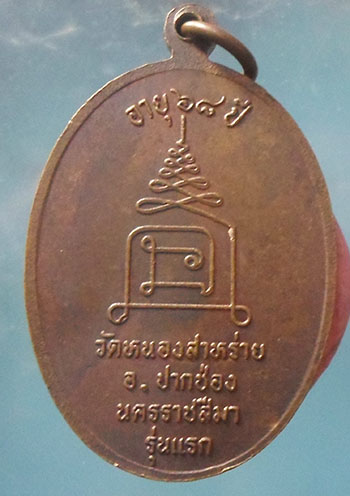 อายุ ๖๘ ปี
วัดหนองสาหร่าย
อ. ปากช่อง
นครราชสีมา
รุ่นแรก